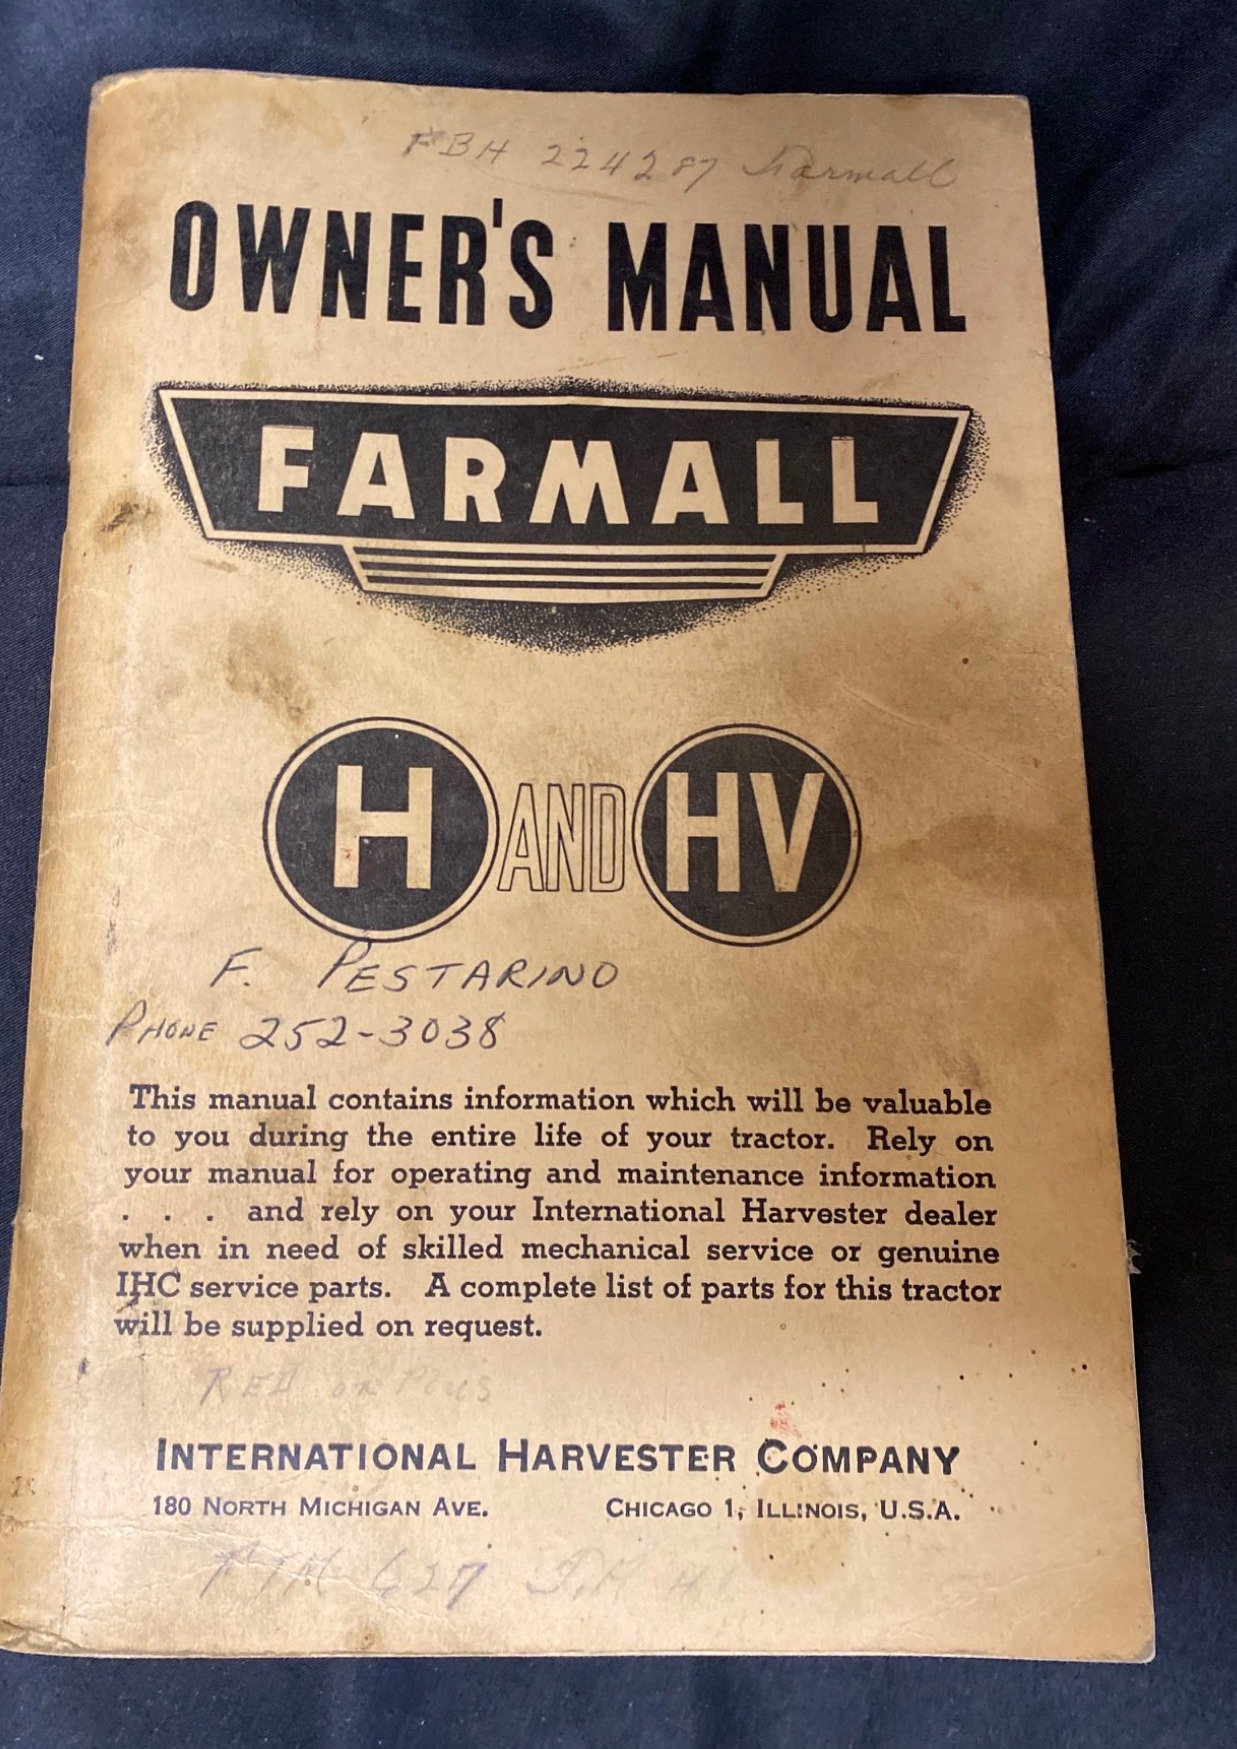 FBH 224287 Farmall
OWNER'S MANUAL
FARMALL
H AND HV
F. PESTARINO
PHONE 252-3038
This manual contains information which will be valuable
to you during the entire life of your tractor. Rely on
your manual for operating and maintenance information
. . . and rely on your International Harvester dealer
when in need of skilled mechanical service or genuine
IHC service parts. A complete list of parts for this tractor
will be supplied on request.
RED on Plus
INTERNATIONAL HARVESTER COMPANY
180 NORTH MICHIGAN AVE. CHICAGO 1, ILLINOIS, U.S.A.
627